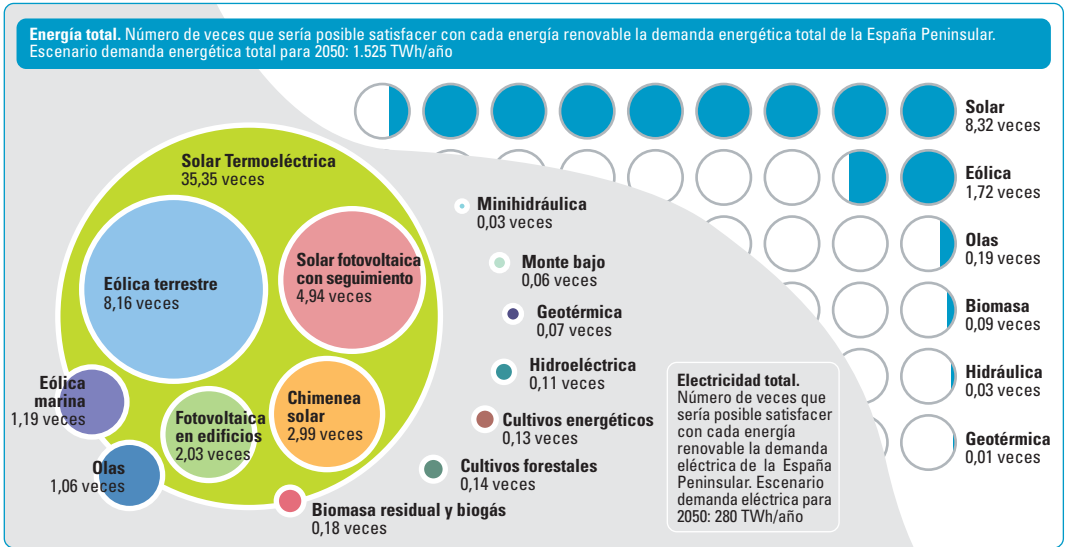 Energía total. Número de veces que sería posible satisfacer con cada energía renovable la demanda energética total de la España Peninsular.
Escenario demanda energética total para 2050: 1.525 TWh/año
Solar
8,32 veces
Eólica
1,72 veces
Olas
0,19 veces
Biomasa
0,09 veces
Hidráulica
0,03 veces
Geotérmica
0,01 veces
Solar Termoeléctrica
35,35 veces
Eólica terrestre
8,16 veces
Solar fotovoltaica
con seguimiento
4,94 veces
Eólica
marina
1,19 veces
Fotovoltaica
en edificios
2,03 veces
Chimenea
solar
2,99 veces
Olas
1,06 veces
Biomasa residual y biogás
0,18 veces
Minihidráulica
0,03 veces
Monte bajo
0,06 veces
Geotérmica
0,07 veces
Hidroeléctrica
0,11 veces
Cultivos energéticos
0,13 veces
Cultivos forestales
0,14 veces
Electricidad total.
Número de veces que
sería posible satisfacer
con cada energía
renovable la demanda
eléctrica de la España
Peninsular. Escenario
demanda eléctrica para
2050: 280 TWh/año